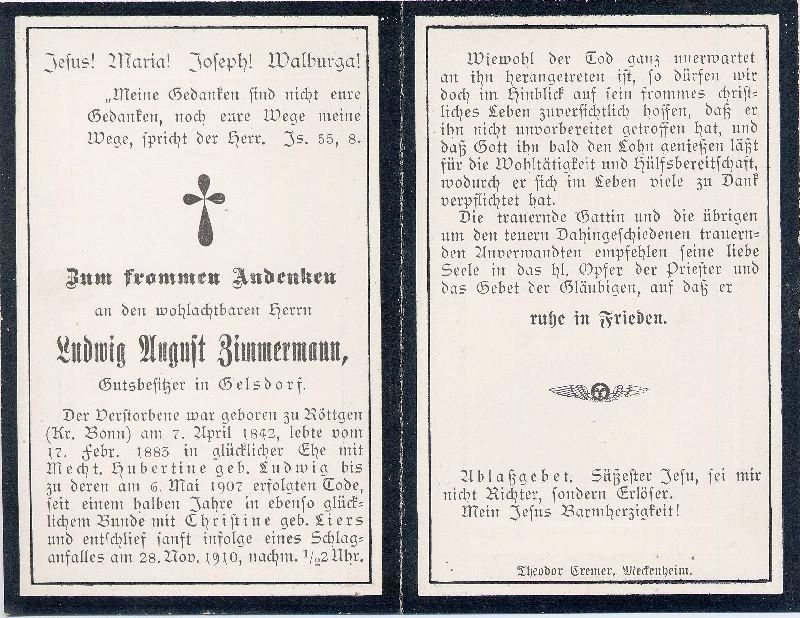 Jesus! Maria! Joseph! Walburga!
„Meine Gedanken sind nicht eure
Gedanken, noch eure Wege meine
Wege, spricht der Herr. Is. 55, 8.
Zum frommen Andenken
an den wohlachtbaren Herrn
Ludwig August Zimmermann,
Gutsbesitzer in Gelsdorf.
Der Verstorbene war geboren zu Röttgen
(Kr. Bonn) am 7. April 1842, lebte vom
17. Febr. 1885 in glücklicher Ehe mit
Mecht. Hubertine geb. Ludwig bis
zu deren am 6. Mai 1907 erfolgten Tode,
seit einem halben Jahre in ebenso glück-
lichem Bunde mit Christine geb. Liers
und entschlief sanft infolge eines Schlag-
anfalles am 28. Nov. 1910, nachm. ½2 Uhr.
Wiewohl der Tod ganz unerwartet
an ihn herangetreten ist, so dürfen wir
doch im Hinblick auf sein frommes christ-
liches Leben zuversichtlich hoffen, daß er
ihn nicht unvorbereitet getroffen hat, und
daß Gott ihn bald den Lohn genießen läßt
für die Wohltätigkeit und Hülfsbereitschaft,
wodurch er sich im Leben viele zu Dank
verpflichtet hat.
Die trauernde Gattin und die übrigen
um den teuern Dahingeschiedenen trauern-
den Anverwandten empfehlen seine liebe
Seele in das hl. Opfer der Priester und
das Gebet der Gläubigen, auf daß er
ruhe in Frieden.
Ablaßgebet. Süßester Jesu, sei mir
nicht Richter, sondern Erlöser.
Mein Jesus Barmherzigkeit!
Theodor Cremer, Meckenheim.